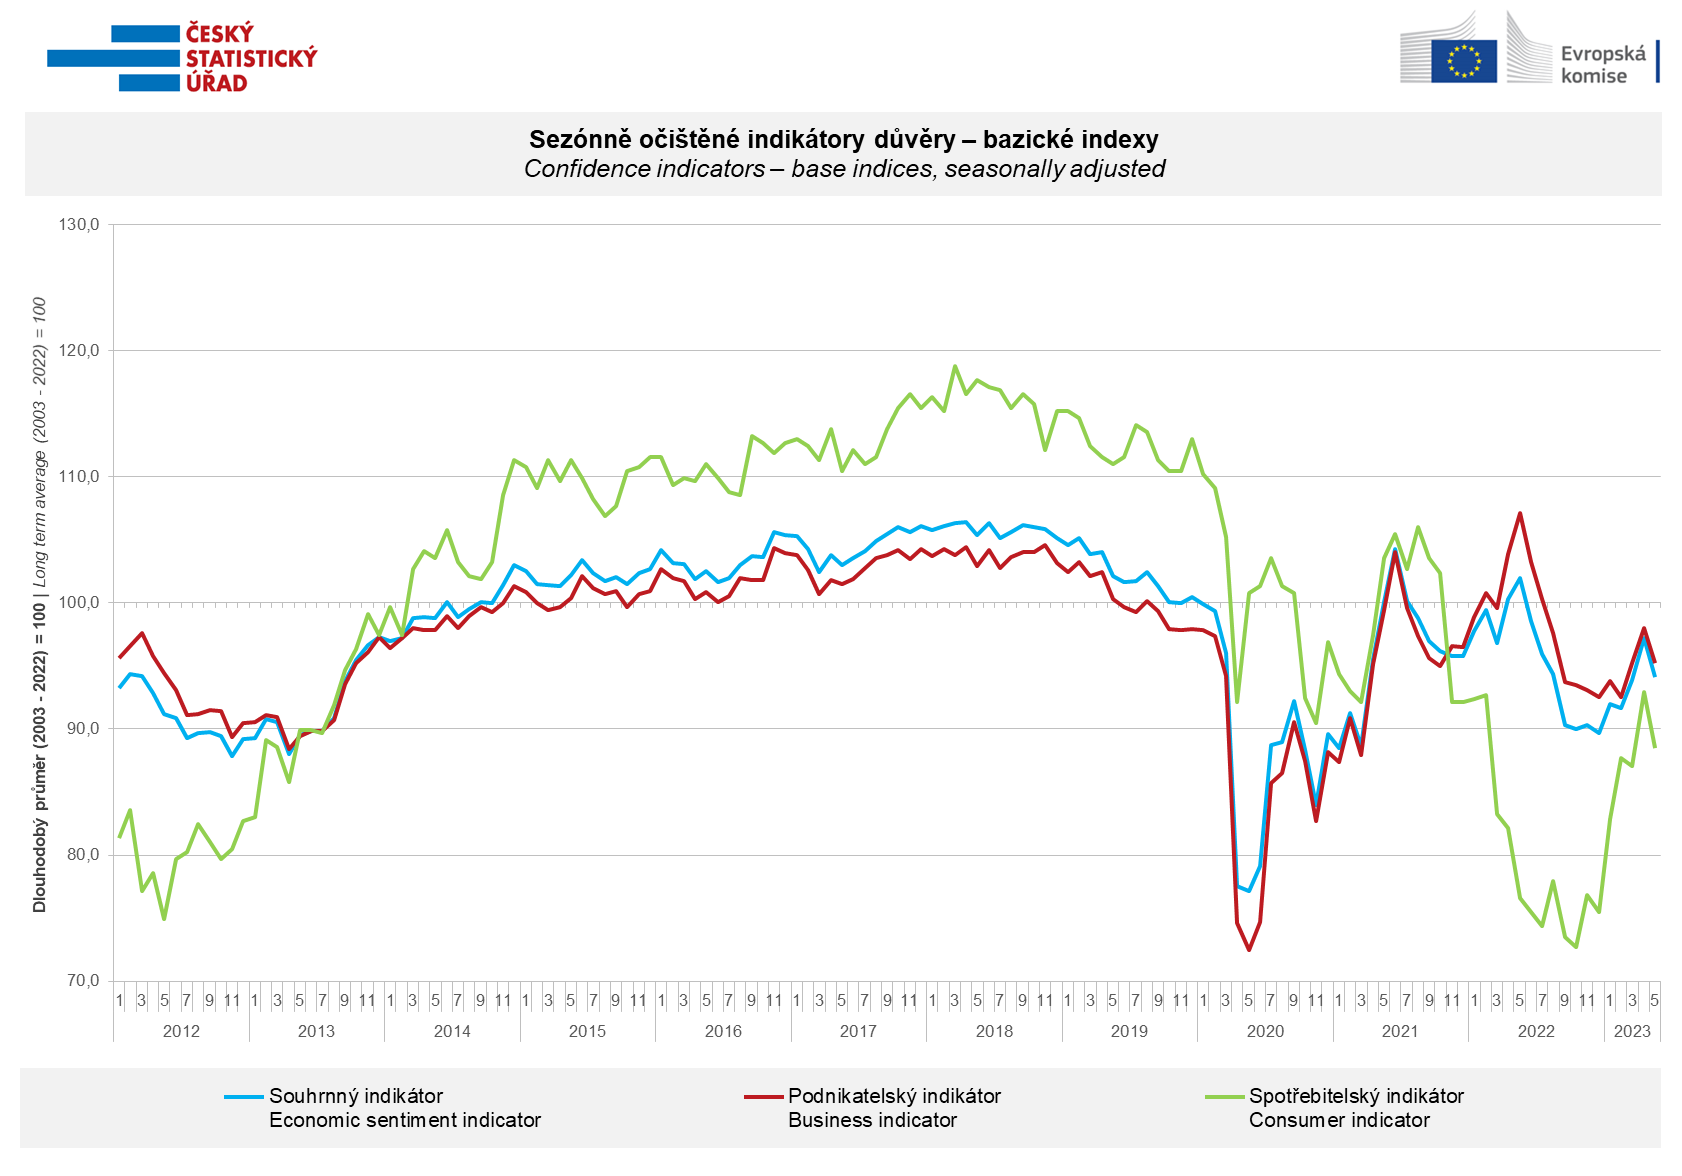 ČESKÝ
STATISTICKÝ
ÚŘAD
Evropská
komise
Sezónně očištěné indikátory důvěry – bazické indexy
Confidence indicators – base indices, seasonally adjusted
Dlouhodobý průměr (2003 - 2022) = 100 | Long term average (2003 - 2022) = 100
130,0
120,0
110,0
100,0
90,0
80,0
70,0
1 3 5 7 9 11 1 3 5 7 9 11 1 3 5 7 9 11 1 3 5 7 9 11 1 3 5 7 9 11 1 3 5 7 9 11 1 3 5 7 9 11 1 3 5 7 9 11 1 3 5 7 9 11 1 3 5 7 9 11 1 3 5 7 9 11 1 3 5
2012 2013 2014 2015 2016 2017 2018 2019 2020 2021 2022 2023
Souhrnný indikátor
Economic sentiment indicator
Podnikatelský indikátor
Business indicator
Spotřebitelský indikátor
Consumer indicator